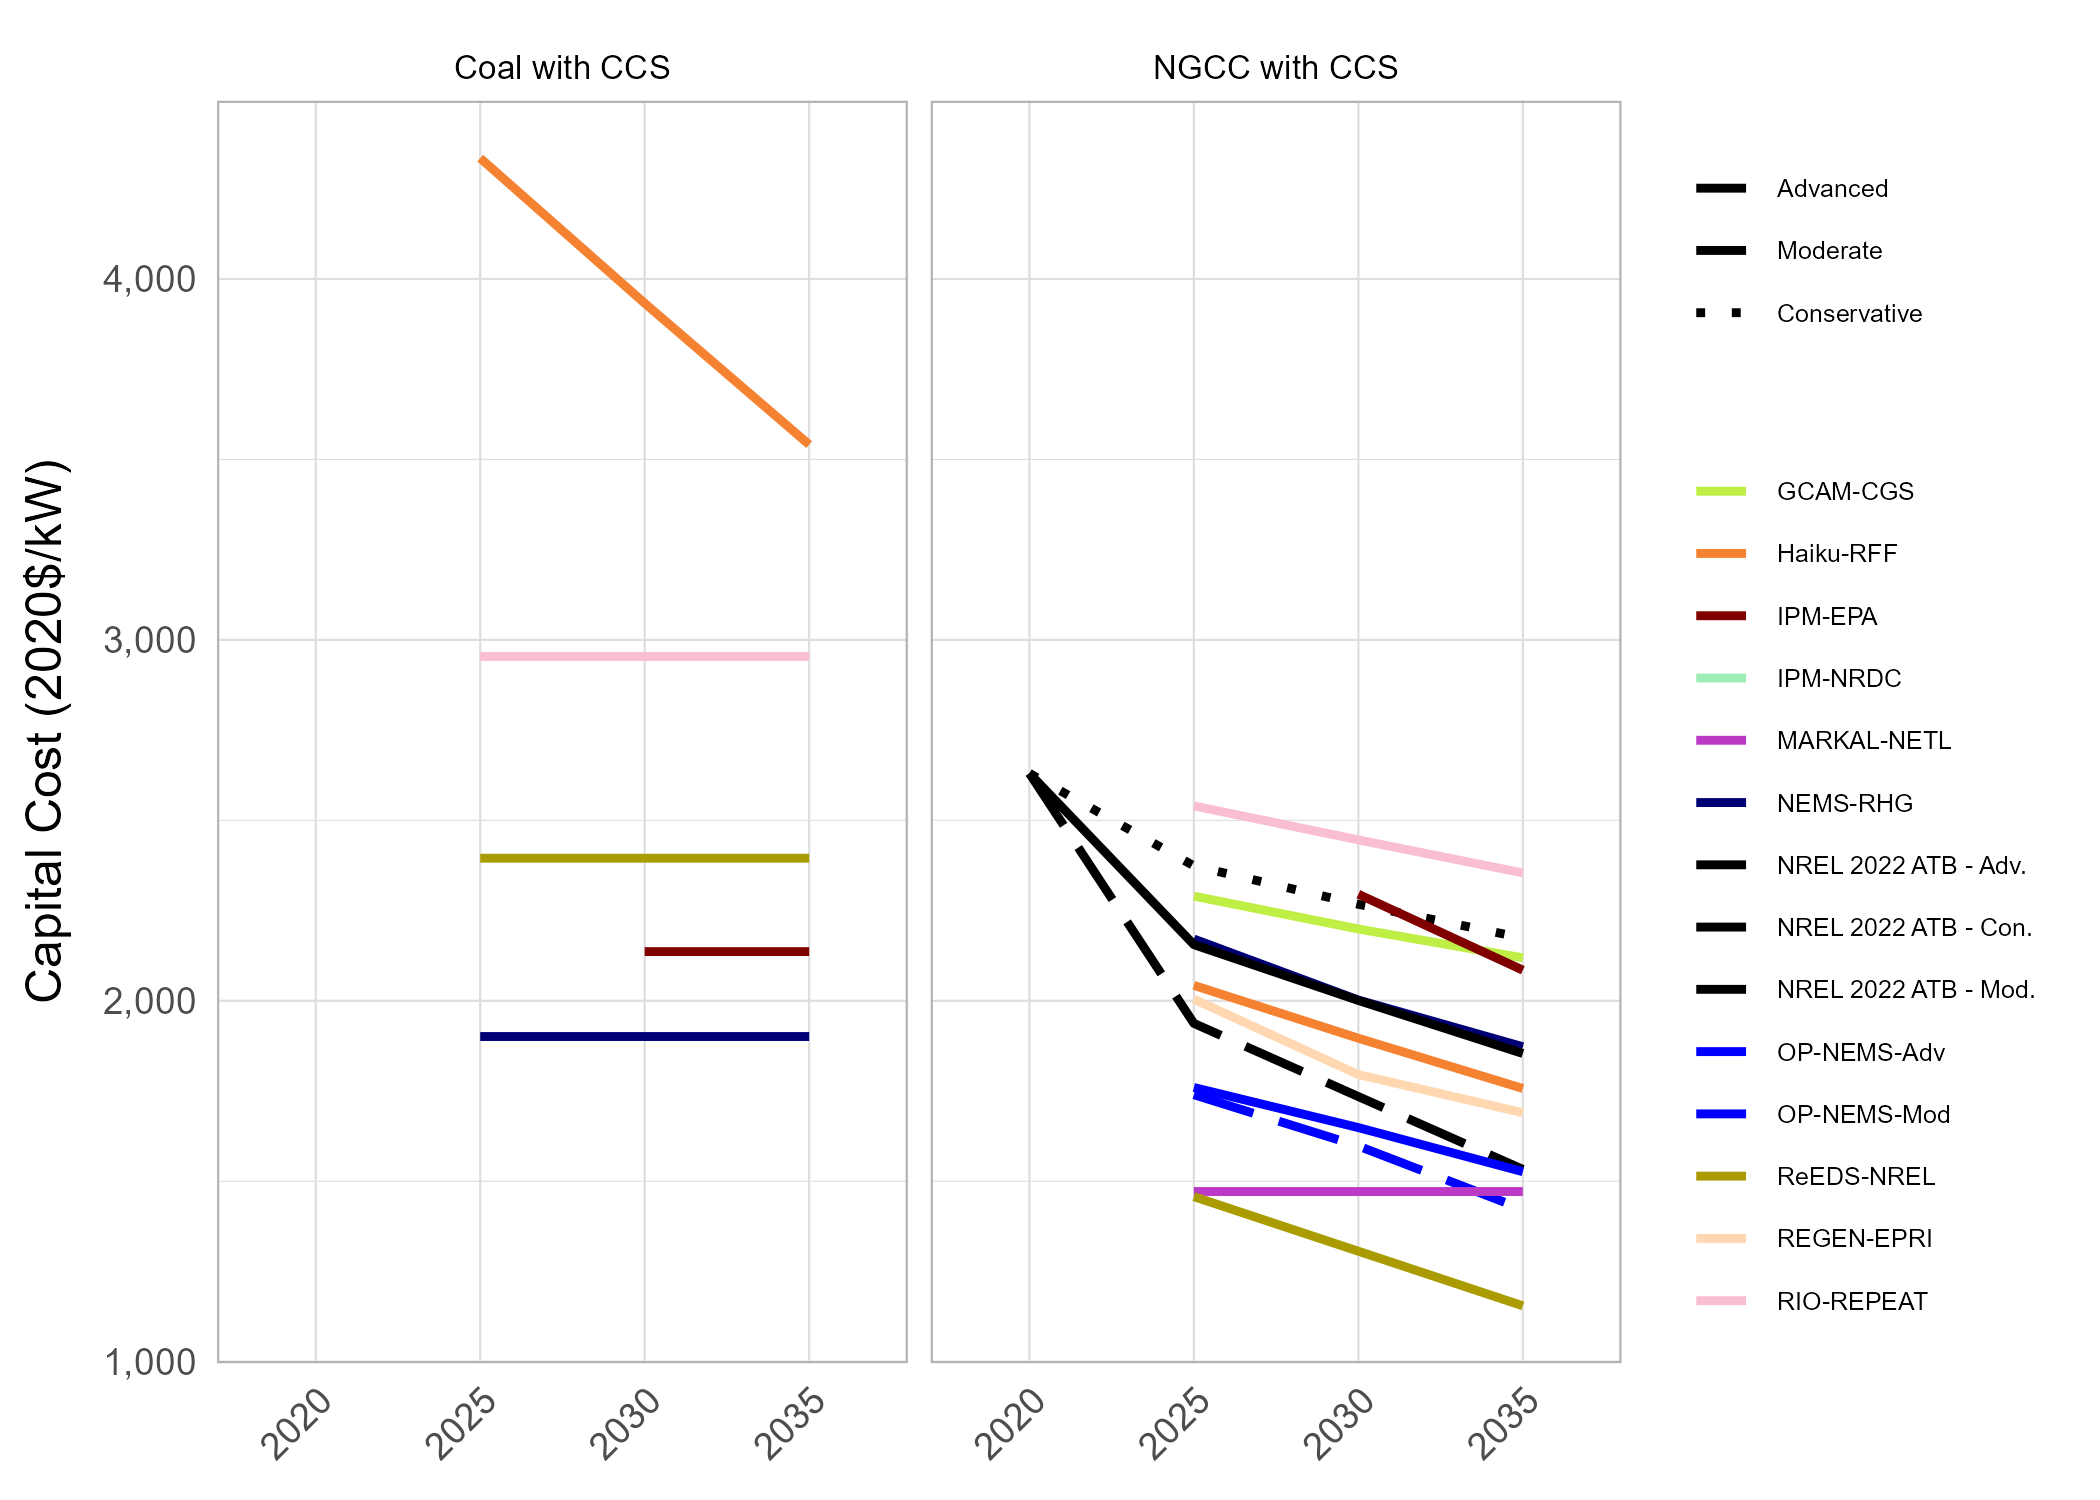 Coal with CCS
NGCC with CCS
Capital Cost (2020$/kW)
4,000
3,000
2,000
1,000
2020
2025
2030
2035
2020
2025
2030
2035
Advanced
Moderate
Conservative
GCAM-CGS
Haiku-RFF
IPM-EPA
IPM-NRDC
MARKAL-NETL
NEMS-RHG
NREL 2022 ATB - Adv.
NREL 2022 ATB - Con.
NREL 2022 ATB - Mod.
OP-NEMS-Adv
OP-NEMS-Mod
ReEDS-NREL
REGEN-EPRI
RIO-REPEAT